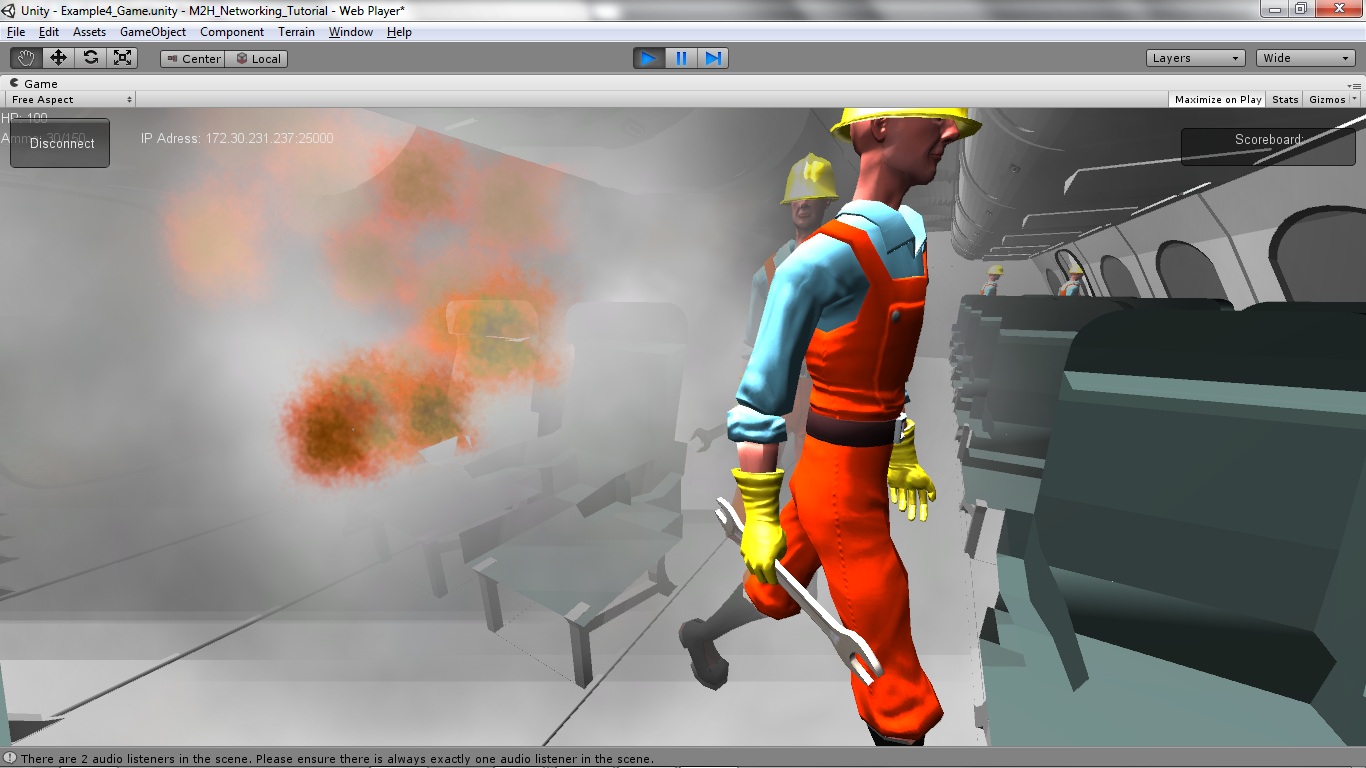 Unity - Example4_Game.unity - M2H_Networking_Tutorial - Web Player*
File Edit Assets GameObject Component Terrain Window Help
Center Local Layers Wide
Game
Free Aspect Maximize on Play Stats Gizmos
HP: 100
Ammo: 30/150 IP Adress: 172.30.231.237:25000 Scoreboard:
Disconnect
There are 2 audio listeners in the scene. Please ensure there is always exactly one audio listener in the scene.